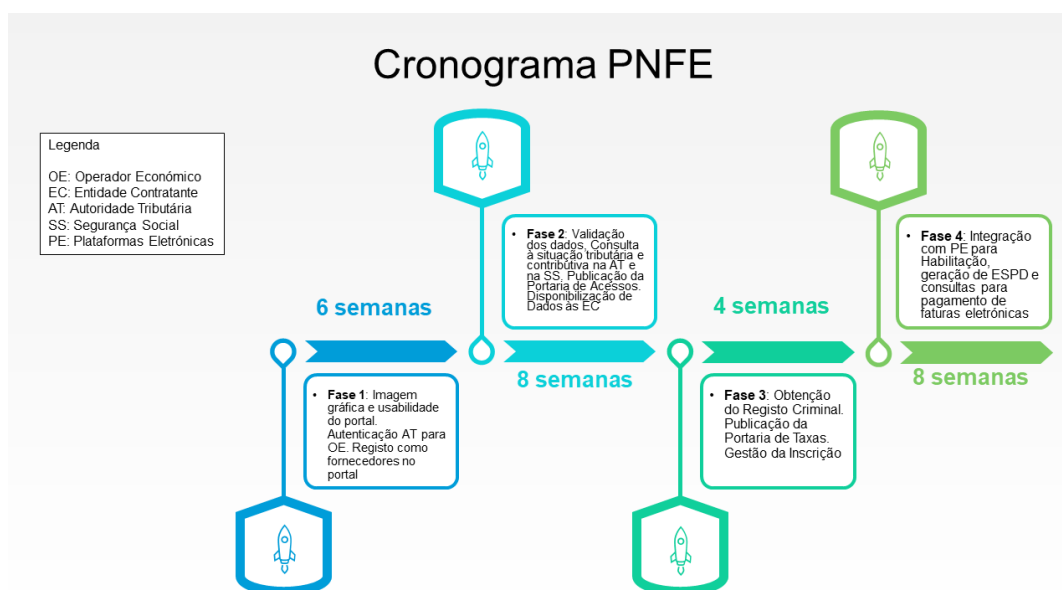 Cronograma PNFE
Legenda
OE: Operador Económico
EC: Entidade Contratante
AT: Autoridade Tributária
SS: Segurança Social
PE: Plataformas Eletrónicas
6 semanas
• Fase 1: Imagem
gráfica e usabilidade
do portal.
Autenticação AT para
OE. Registo como
fornecedores no
portal
• Fase 2: Validação
dos dados, Consulta
à situação tributária e
contributiva na AT e
na SS. Publicação da
Portaria de Acessos.
Disponibilização de
Dados às EC
8 semanas
4 semanas
• Fase 3: Obtenção
do Registo Criminal.
Publicação da
Portaria de Taxas.
Gestão da Inscrição
• Fase 4: Integração
com PE para
Habilitação,
geração de ESPD e
consultas para
pagamento de
faturas eletrónicas
8 semanas